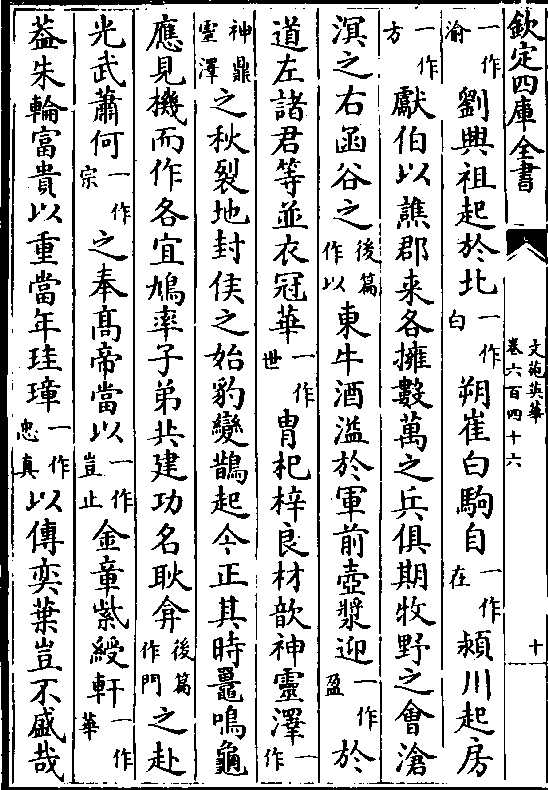 欽定四庫全書
文苑英華
卷六百四十六
十
一作渝劉興祖起於北一作白朔崔白駒自一作在潁川起房
一作方獻伯以譙郡来各擁數萬之兵俱期牧野之會滄
溟之右函谷之後篇作以東牛酒溢於軍前壺漿迎一作盈於
道左諸君等並衣冠華一作世胄杞梓良材歆神靈澤一作
神鼎靈澤之秋裂地封侯之始豹變鵲起今正其時鼉鳴龜
應見機而作各宜鳩率子弟共建功名耿弇後篇作門之赴
光武蕭何一作宗之奉髙帝當以一作豈止金章紫綬軒一作華
葢朱輪富貴以重當年珪璋一作忠真以傳奕葉豈不盛哉